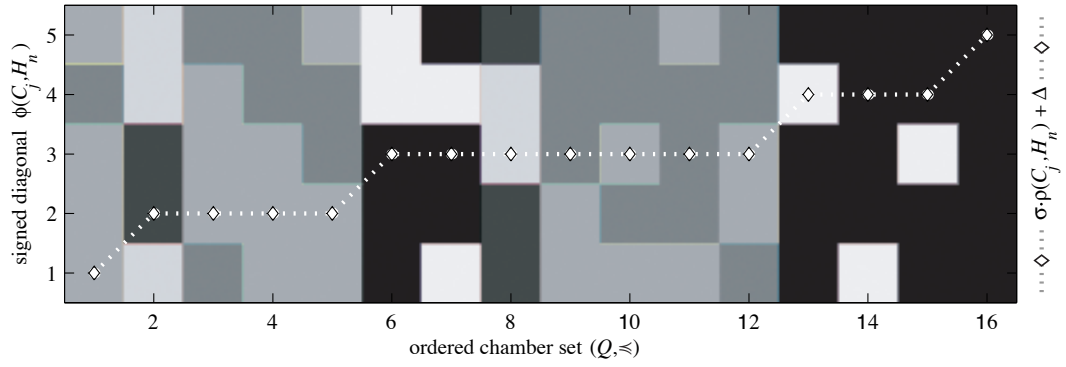 signed diagonal ϕ(C_j,H_n)
5
4
3
2
1
2 4 6 8 10 12 14 16
ordered chamber set (Q,≼)
σ·ρ(C_j,H_n) + Δ